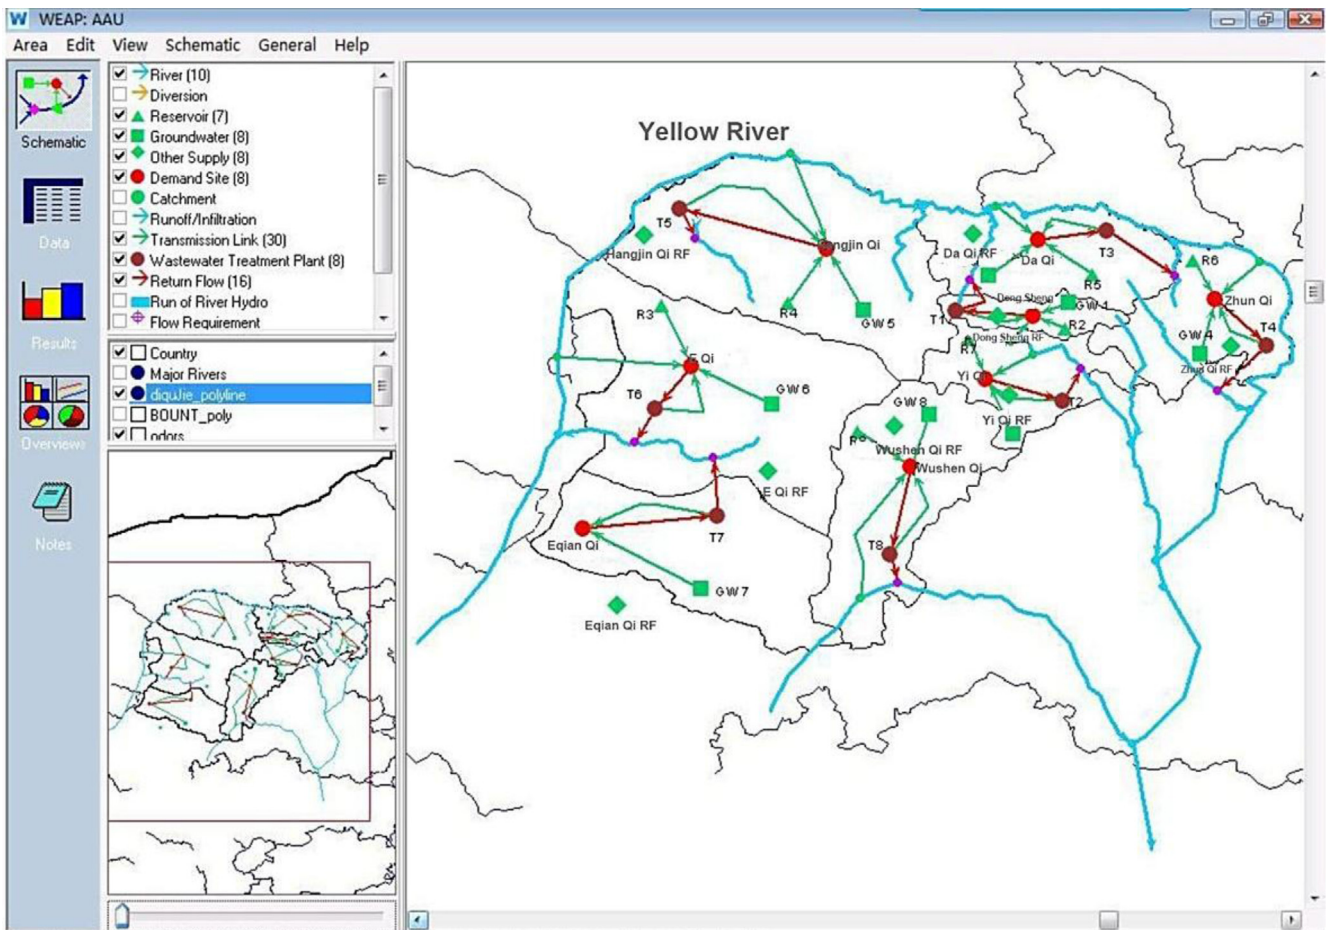 WEAP: AAU
Area Edit View Schematic General Help
Schematic
Data
Results
Overviews
Notes
River (10)
Diversion
Reservoir (7)
Groundwater (8)
Other Supply (8)
Demand Site (8)
Catchment
Runoff/Infiltration
Transmission Link (30)
Wastewater Treatment Plant (8)
Return Flow (16)
Run of River Hydro
Flow Requirement
Country
Major Rivers
diquJie_polyline
BOUNT_poly
Yellow River
T5
Hangjin Qi RF
Qi
R4
GW 5
Da Qi RF
Da Qi
T3
R5
R6
Zhun Qi
GW 4
T4
Zhun Qi RF
T1
Dong Sheng
GW 1
R2
Dong Sheng RF
R7
Yi Qi
T2
Yi Qi RF
R3
E Qi
T6
GW 6
GW 8
Wushen Qi RF
Wushen Qi
E Qi RF
T7
Eqian Qi
GW 7
Eqian Qi RF
T8